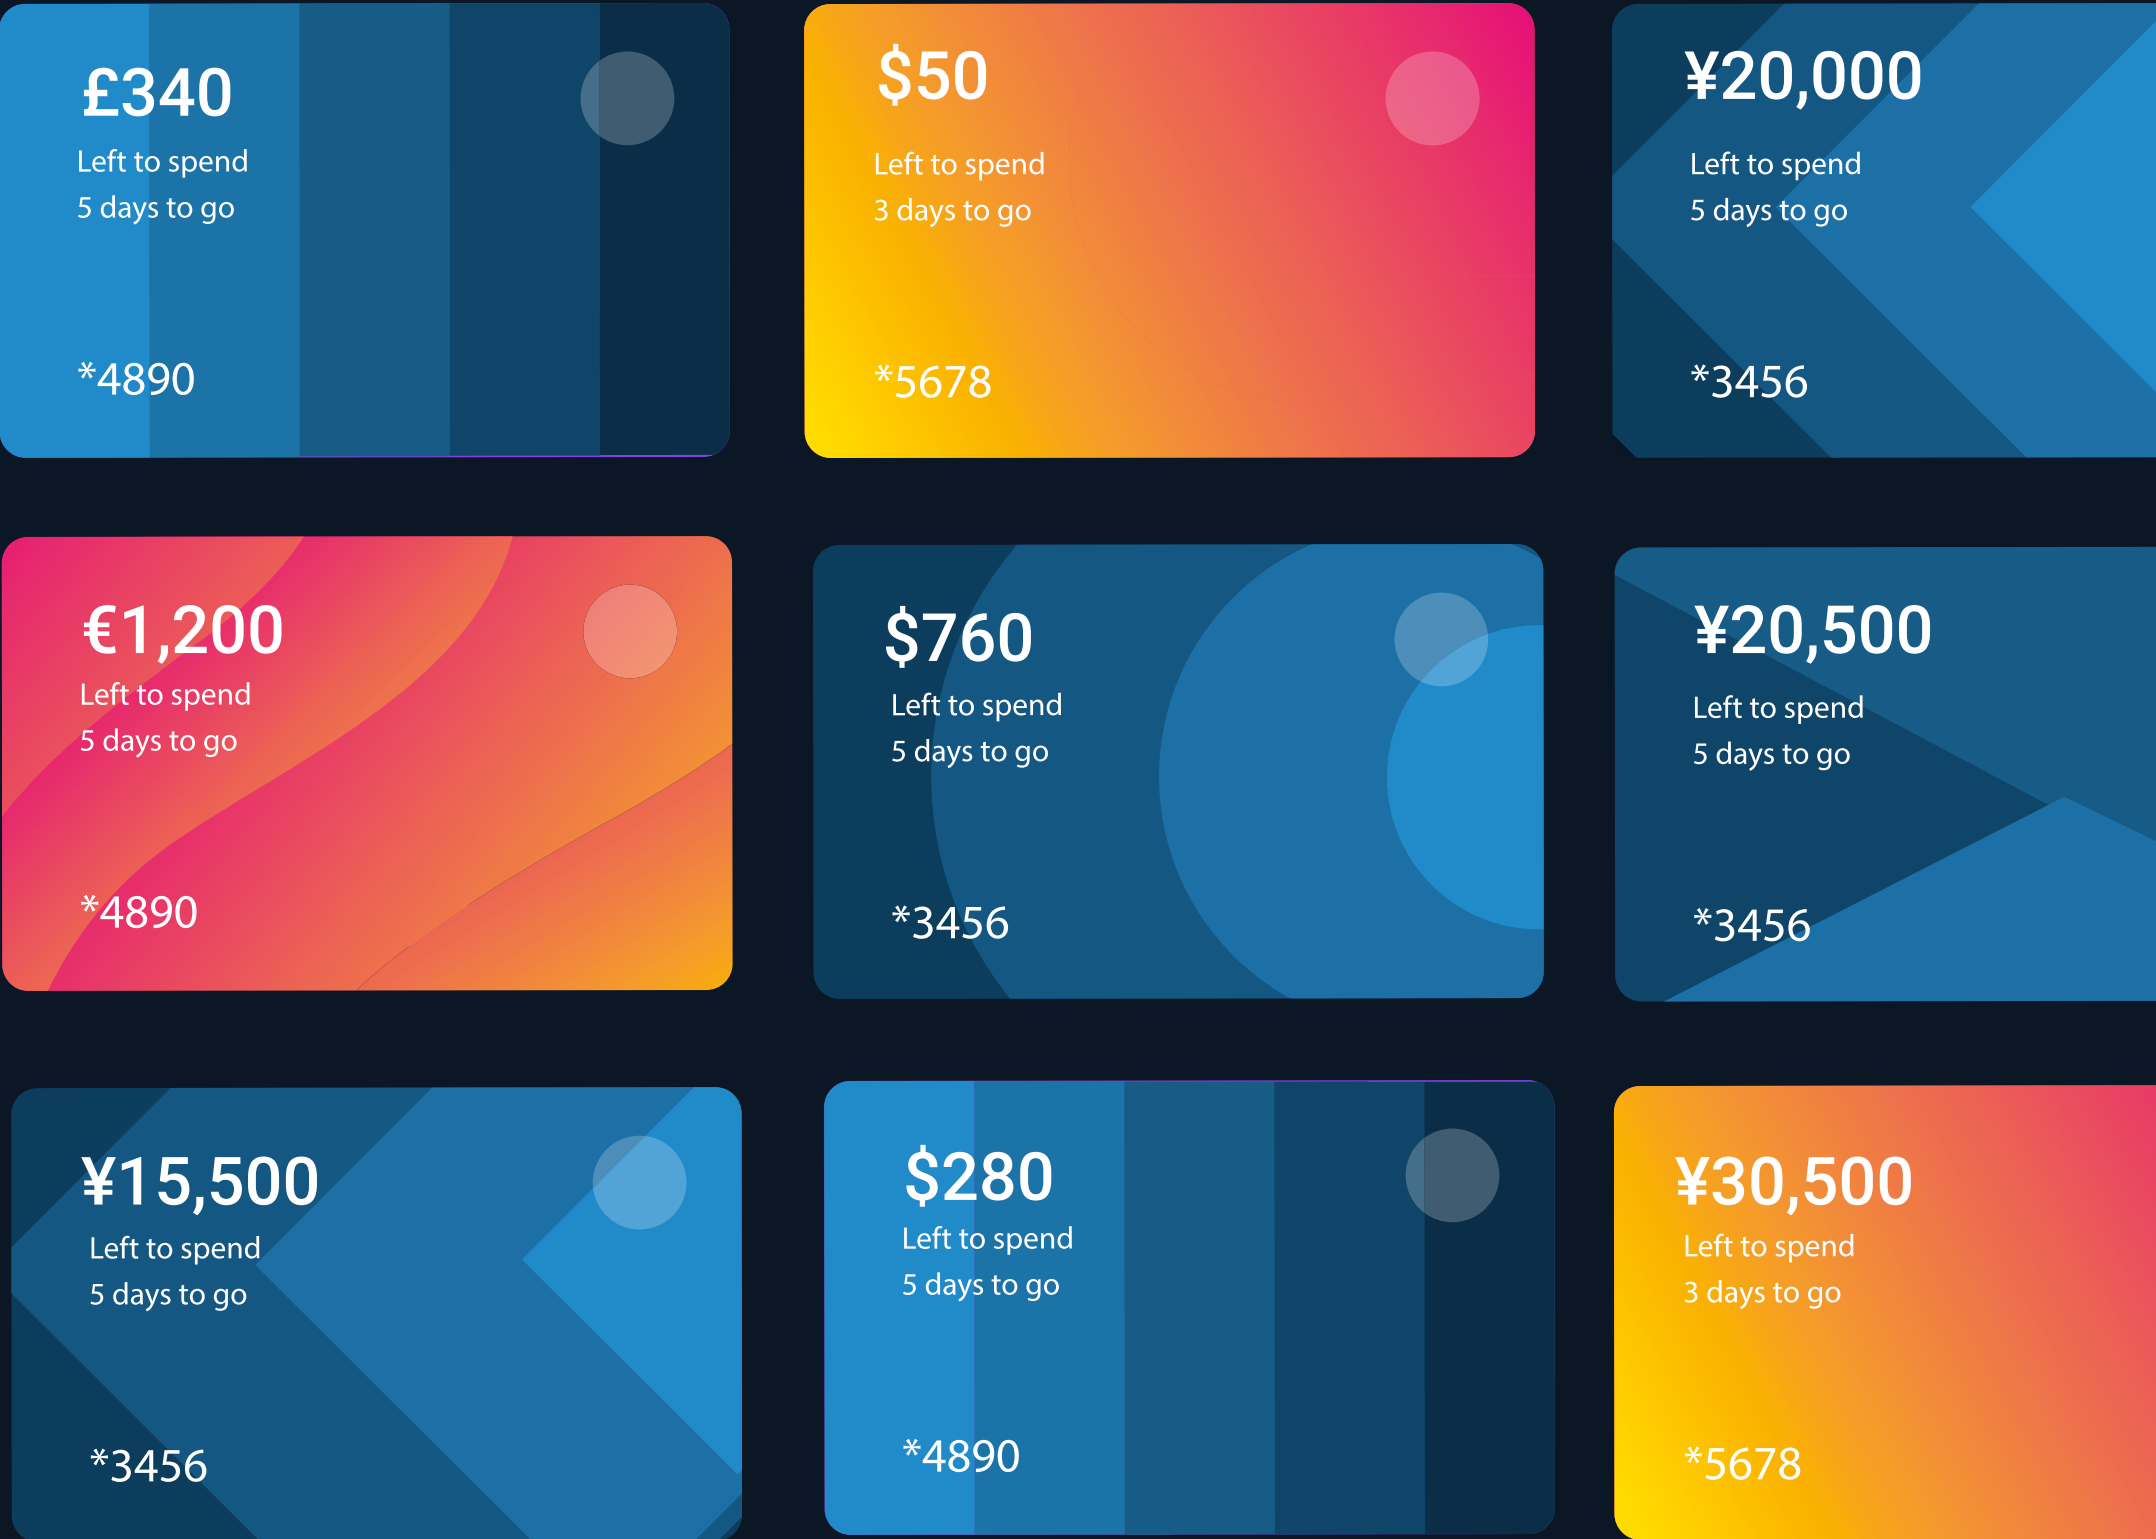 £340
Left to spend
5 days to go
*4890
$50
Left to spend
3 days to go
*5678
¥20,000
Left to spend
5 days to go
*3456
€1,200
Left to spend
5 days to go
*4890
$760
Left to spend
5 days to go
*3456
¥20,500
Left to spend
5 days to go
*3456
¥15,500
Left to spend
5 days to go
*3456
$280
Left to spend
5 days to go
*4890
¥30,500
Left to spend
3 days to go
*5678